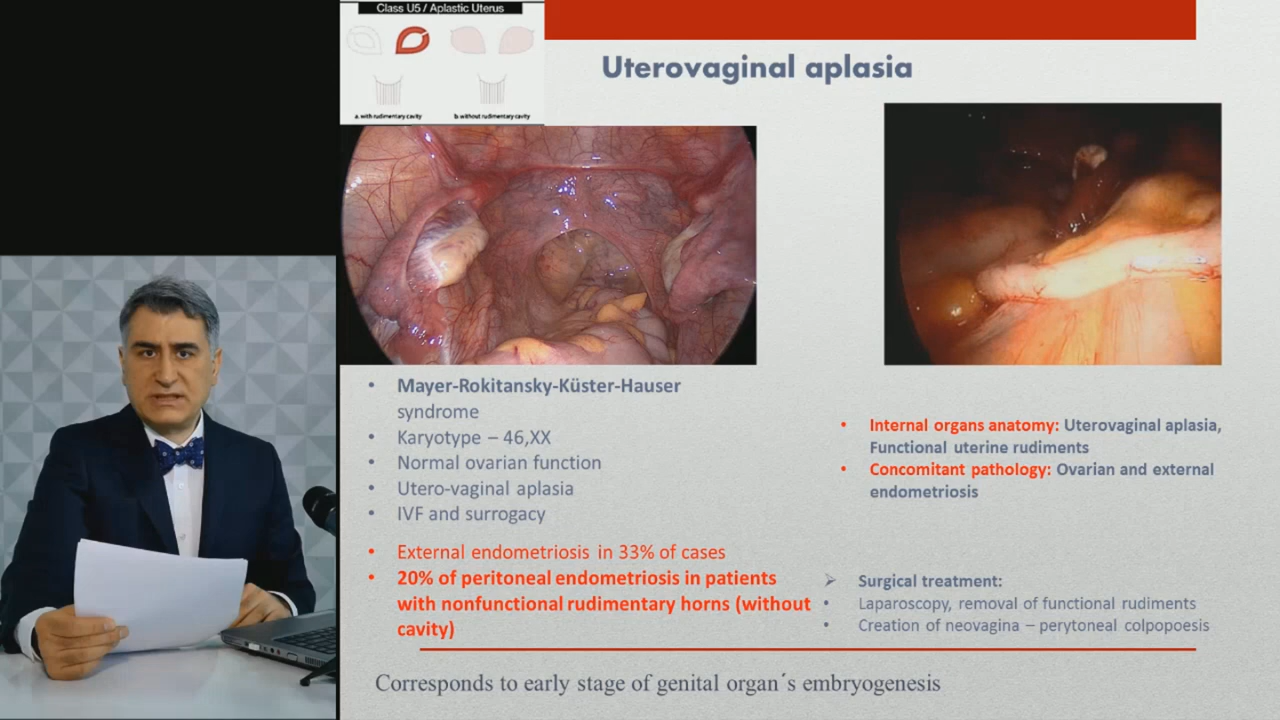 Class U5 / Aplastic Uterus
a. with rudimentary cavity
b. without rudimentary cavity
Uterovaginal aplasia
• Mayer-Rokitansky-Küster-Hauser
syndrome
• Karyotype – 46,XX
• Normal ovarian function
• Utero-vaginal aplasia
• IVF and surrogacy
• External endometriosis in 33% of cases
• 20% of peritoneal endometriosis in patients
with nonfunctional rudimentary horns (without
cavity)
• Internal organs anatomy: Uterovaginal aplasia,
Functional uterine rudiments
• Concomitant pathology: Ovarian and external
endometriosis
➢ Surgical treatment:
• Laparoscopy, removal of functional rudiments
• Creation of neovagina – perytoneal colpopoesis
Corresponds to early stage of genital organ´s embryogenesis